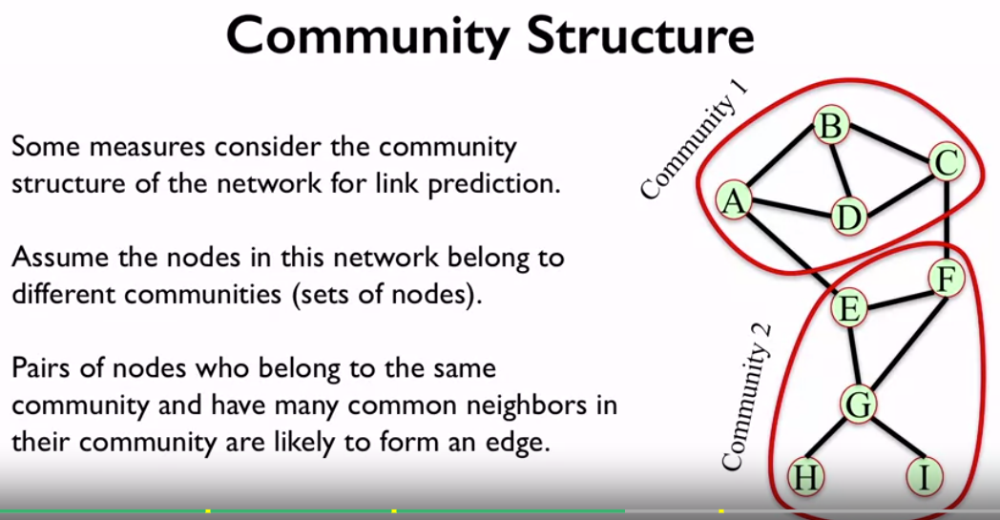 Community Structure
Some measures consider the community
structure of the network for link prediction.
Assume the nodes in this network belong to
different communities (sets of nodes).
Pairs of nodes who belong to the same
community and have many common neighbors in
their community are likely to form an edge.
Community 1
B
C
A
D
F
E
Community 2
G
H
I